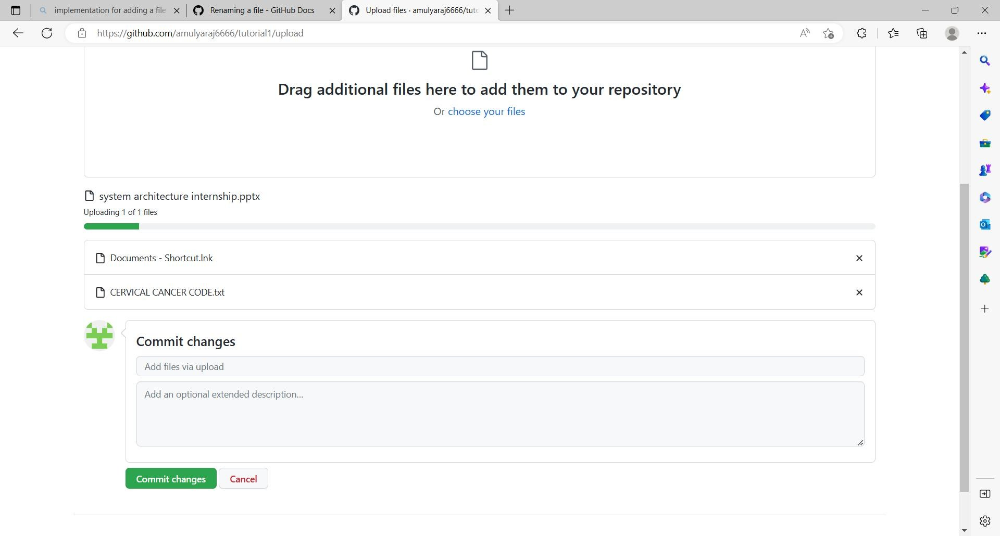 implementation for adding a file
Renaming a file - GitHub Docs
Upload files · amulyaraj6666/tuto
https://github.com/amulyaraj6666/tutorial1/upload
Drag additional files here to add them to your repository
Or choose your files
system architecture internship.pptx
Uploading 1 of 1 files
Documents - Shortcut.lnk
CERVICAL CANCER CODE.txt
Commit changes
Add files via upload
Add an optional extended description...
Commit changes
Cancel